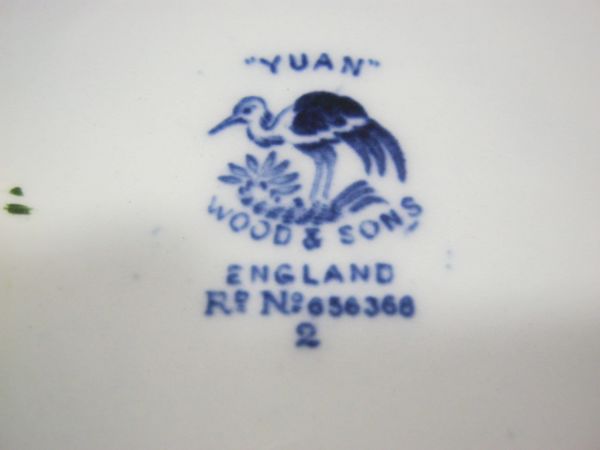 "YUAN"
WOOD & SONS
ENGLAND
Rᴰ Nº 656366
2